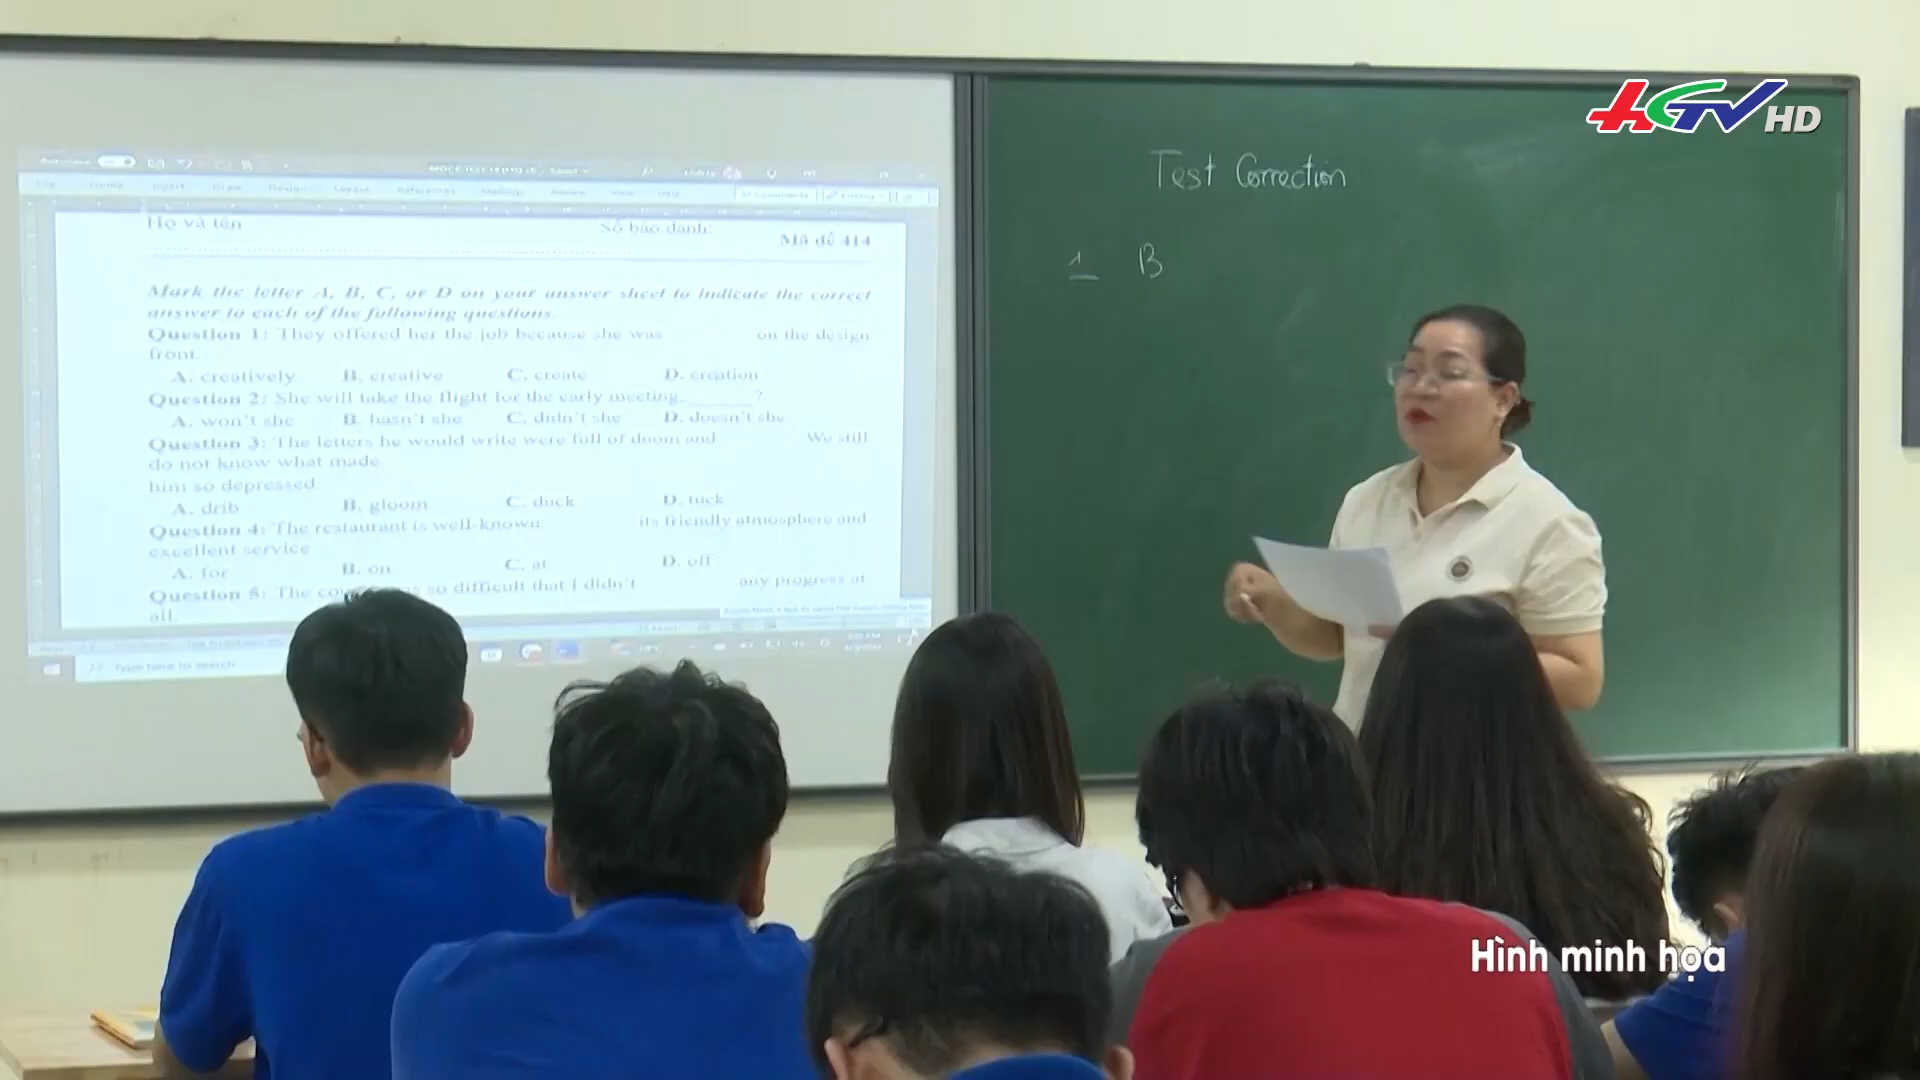 HGTV HD
Test Correction
1 B
Họ và tên Số báo danh:
Mã đề 414
Mark the letter A, B, C, or D on your answer sheet to indicate the correct
answer to each of the following questions.
Question 1: They offered her the job because she was on the design
front.
A. creatively B. creative C. create D. creation
Question 2: She will take the flight for the early meeting, ______?
A. won't she B. hasn't she C. didn't she D. doesn't she
Question 3: The letters he would write were full of doom and . We still
do not know what made
him so depressed.
A. drib B. gloom C. duck D. tuck
Question 4: The restaurant is well-known its friendly atmosphere and
excellent service
A. for B. on C. at D. off
Question 5: The so difficult that I didn't any progress at
all.
Type here to search
Hình minh họa